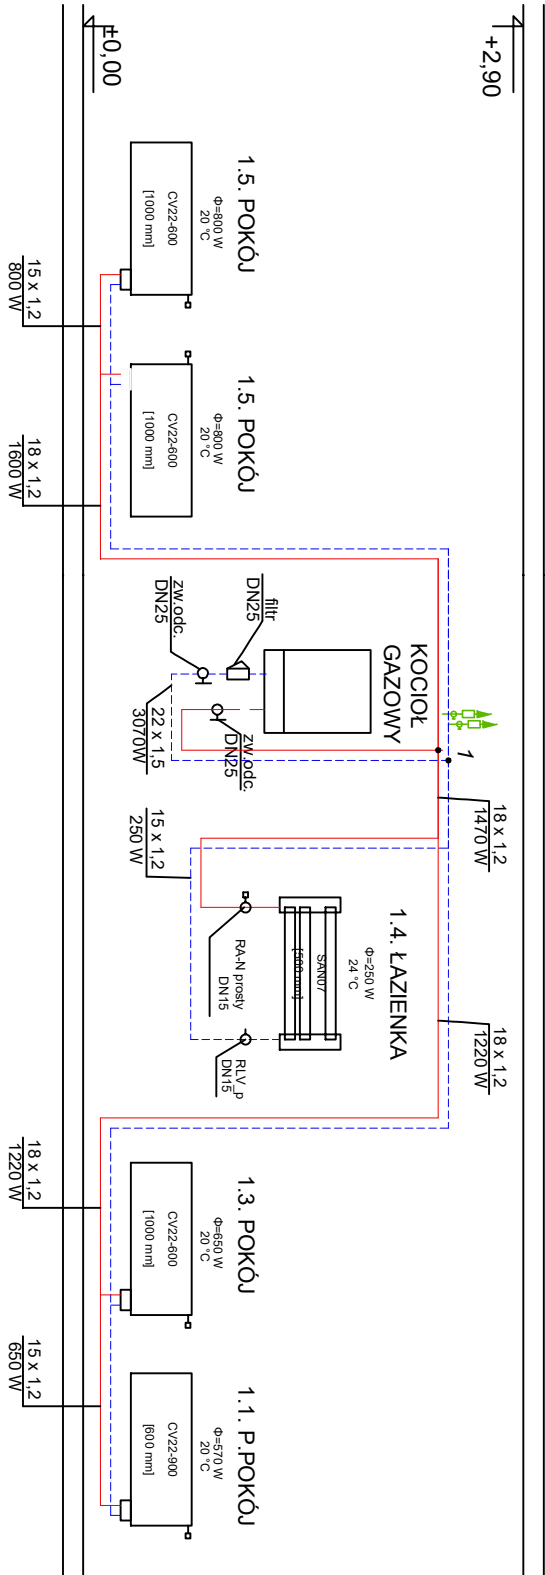 +2,90
±0,00
1.5. POKÓJ
Φ=800 W
20 °C
CV22-600
[1000 mm]
15 x 1,2
800 W
1.5. POKÓJ
Φ=800 W
20 °C
CV22-600
[1000 mm]
18 x 1,2
1600 W
KOCIOŁ
GAZOWY
filtr
DN25
zw.odc.
DN25
zw.odc.
DN25
22 x 1,5
3070W
1
18 x 1,2
1470 W
15 x 1,2
250 W
1.4. ŁAZIENKA
Φ=250 W
24 °C
SAN07
[500 mm]
RA-N prosty
DN15
RLV_p
DN15
18 x 1,2
1220 W
1.3. POKÓJ
Φ=650 W
20 °C
CV22-600
[1000 mm]
18 x 1,2
1220 W
1.1. P.POKÓJ
Φ=570 W
20 °C
CV22-900
[600 mm]
15 x 1,2
650 W